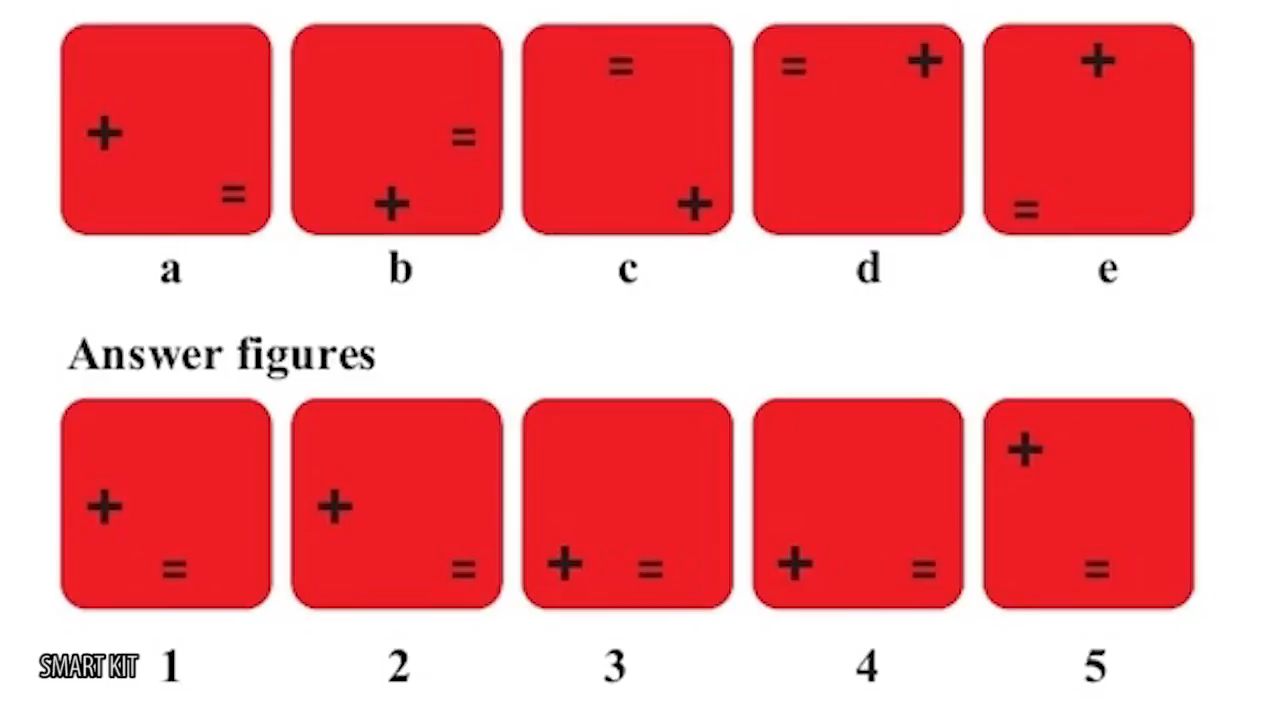 + = = + = + = + + =
a b c d e
Answer figures
+ = + = + = + = + =
SMART KIT 1 2 3 4 5